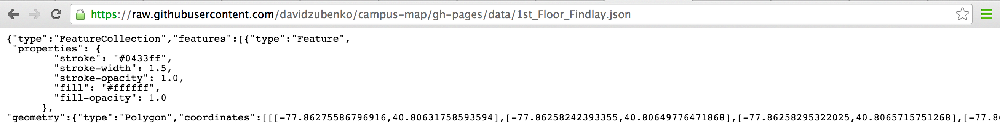 https://raw.githubusercontent.com/davidzubenko/campus-map/gh-pages/data/1st_Floor_Findlay.json
{"type":"FeatureCollection","features":[{"type":"Feature",
 "properties": {
        "stroke": "#0433ff",
        "stroke-width": 1.5,
        "stroke-opacity": 1.0,
        "fill": "#ffffff",
        "fill-opacity": 1.0
      },
"geometry":{"type":"Polygon","coordinates":[[[-77.86275586796916,40.80631758593594],[-77.86258242393355,40.80649776471868],[-77.86258295322025,40.8065715751268],[-77.8